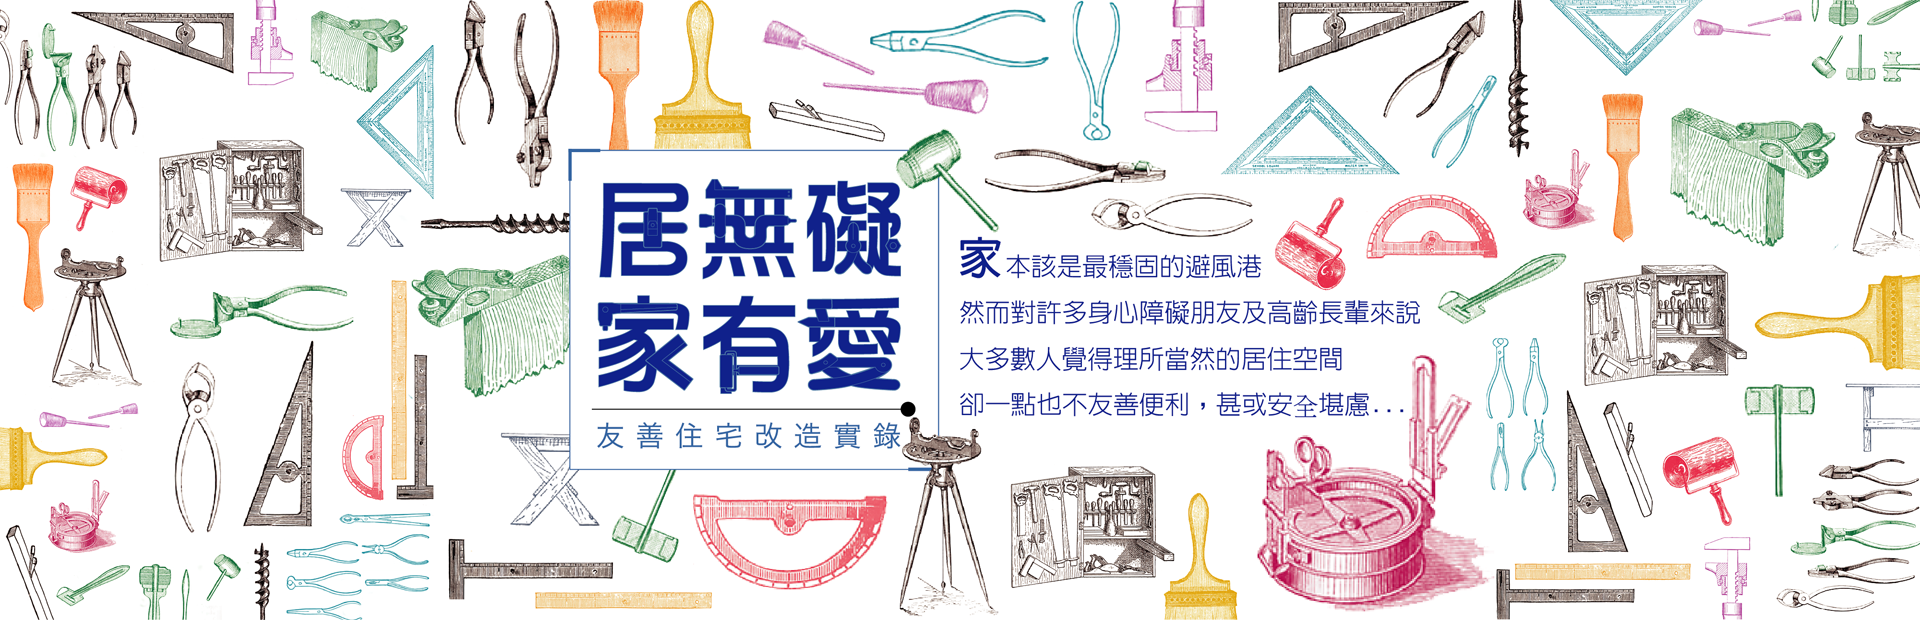 居無礙
家有愛
友善住宅改造實錄
家本該是最穩固的避風港
然而對許多身心障礙朋友及高齡長輩來說
大多數人覺得理所當然的居住空間
卻一點也不友善便利，甚或安全堪慮...